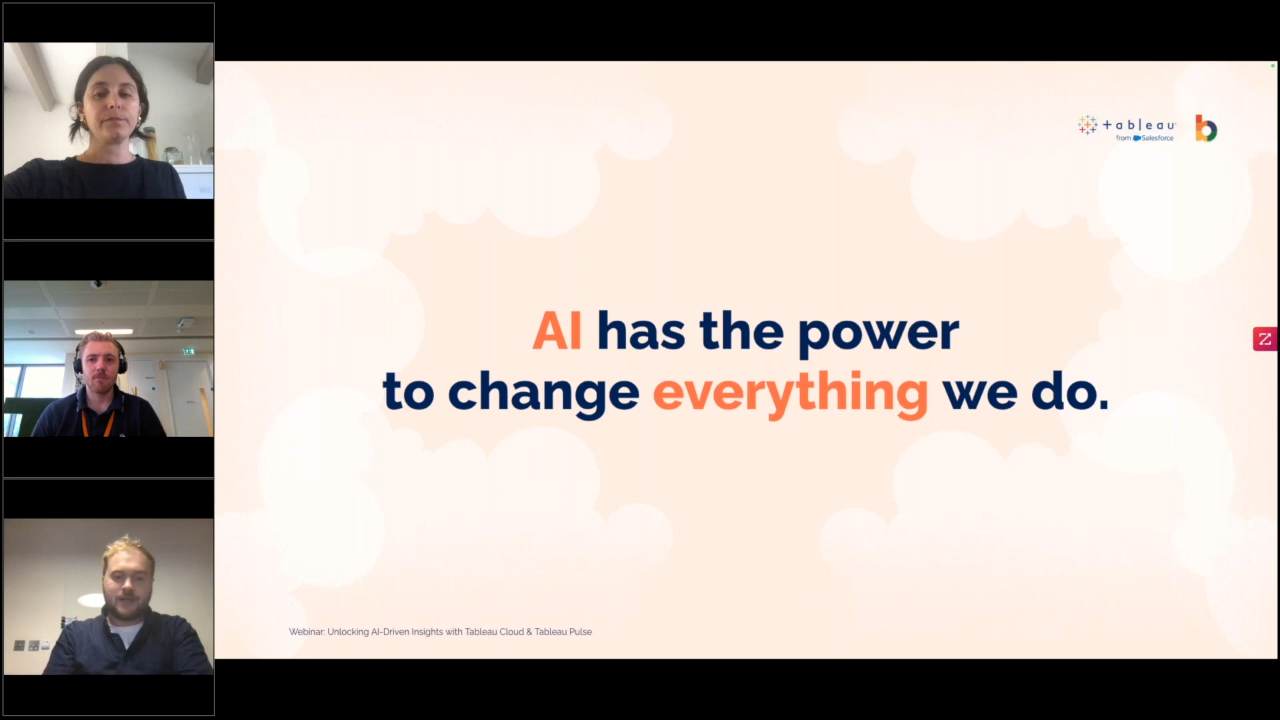 tableau
from Salesforce
b
AI has the power
to change everything we do.
Webinar: Unlocking AI-Driven Insights with Tableau Cloud & Tableau Pulse